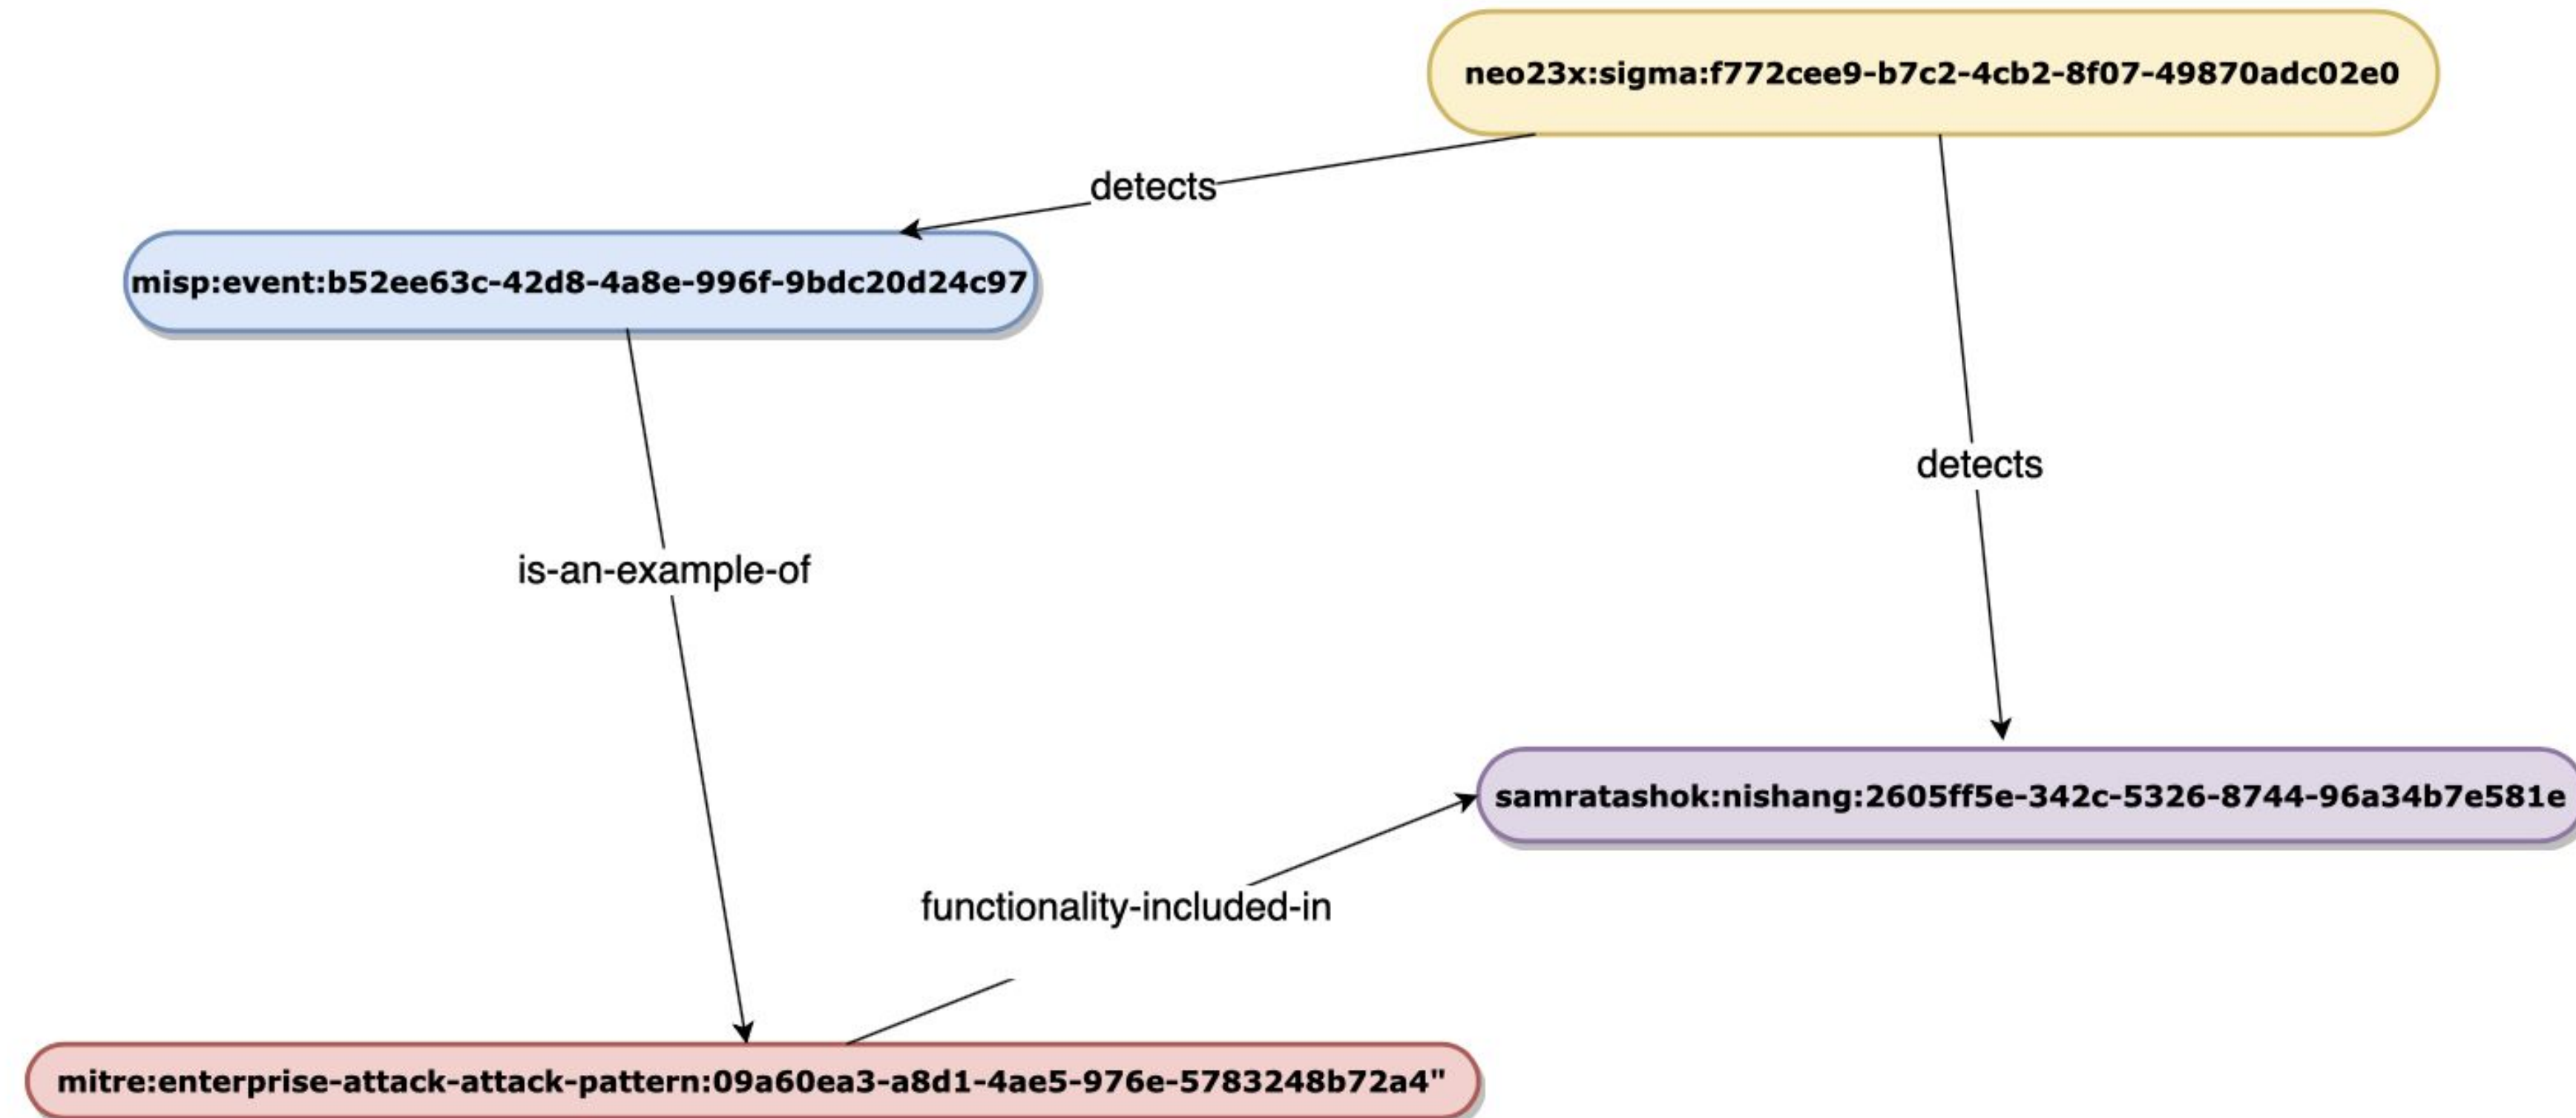 neo23x:sigma:f772cee9-b7c2-4cb2-8f07-49870adc02e0
detects
misp:event:b52ee63c-42d8-4a8e-996f-9bdc20d24c97
detects
is-an-example-of
samratashok:nishang:2605ff5e-342c-5326-8744-96a34b7e581e
functionality-included-in
mitre:enterprise-attack-attack-pattern:09a60ea3-a8d1-4ae5-976e-5783248b72a4"